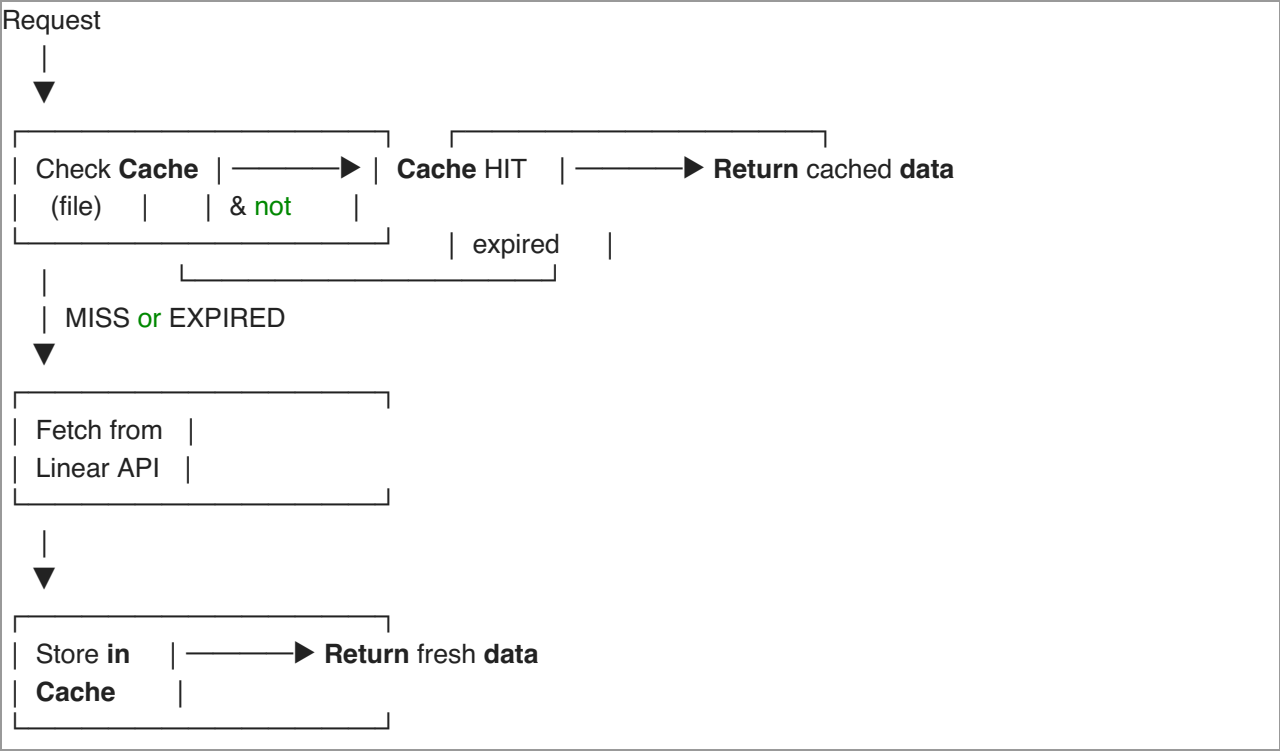 Request
Check Cache Cache HIT Return cached data
(file) & not
expired
MISS or EXPIRED
Fetch from
Linear API
Store in Return fresh data
Cache